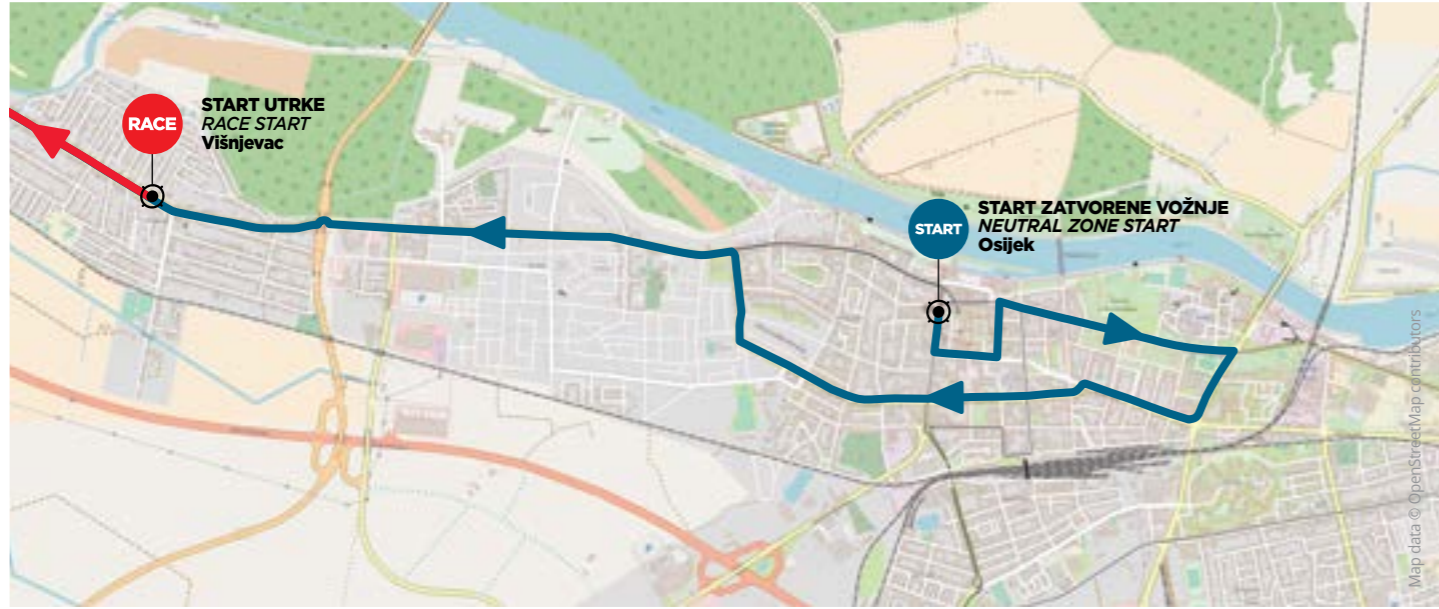 RACE
START UTRKE
RACE START
Višnjevac
START
START ZATVORENE VOŽNJE
NEUTRAL ZONE START
Osijek
Map data © OpenStreetMap contributors